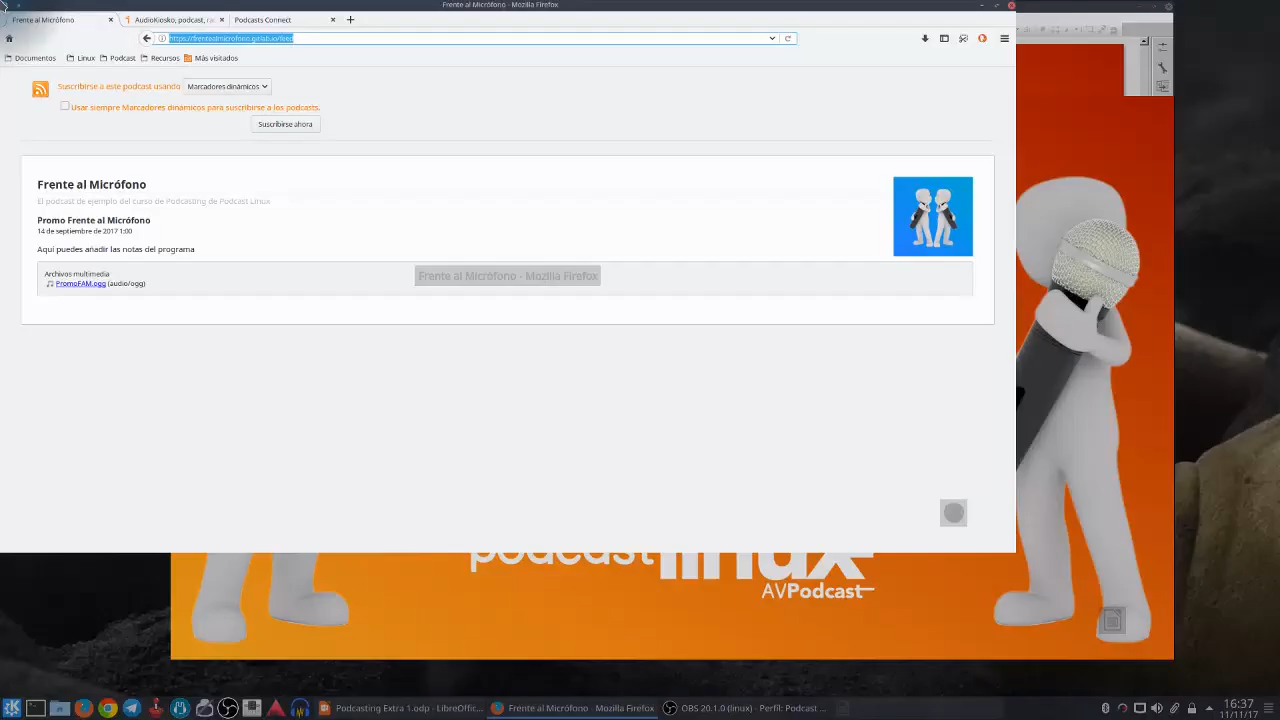 Frente al Micrófono - Mozilla Firefox
Frente al Micrófono
AudioKiosko, podcast, ra
Podcasts Connect
https://frentealmicrofono.gitlab.io/feed
Documentos
Linux
Podcast
Recursos
Más visitados
Suscribirse a este podcast usando
Marcadores dinámicos
Usar siempre Marcadores dinámicos para suscribirse a los podcasts.
Suscribirse ahora
Frente al Micrófono
El podcast de ejemplo del curso de Podcasting de Podcast Linux
Promo Frente al Micrófono
14 de septiembre de 2017 1:00
Aquí puedes añadir las notas del programa
Archivos multimedia
PromoFAM.ogg (audio/ogg)
Frente al Micrófono - Mozilla Firefox
podcast linux
AVPodcast
Podcasting Extra 1.odp - LibreOffic...
Frente al Micrófono - Mozilla Firefox
OBS 20.1.0 (linux) - Perfil: Podcast ...
16:37
11/11/17